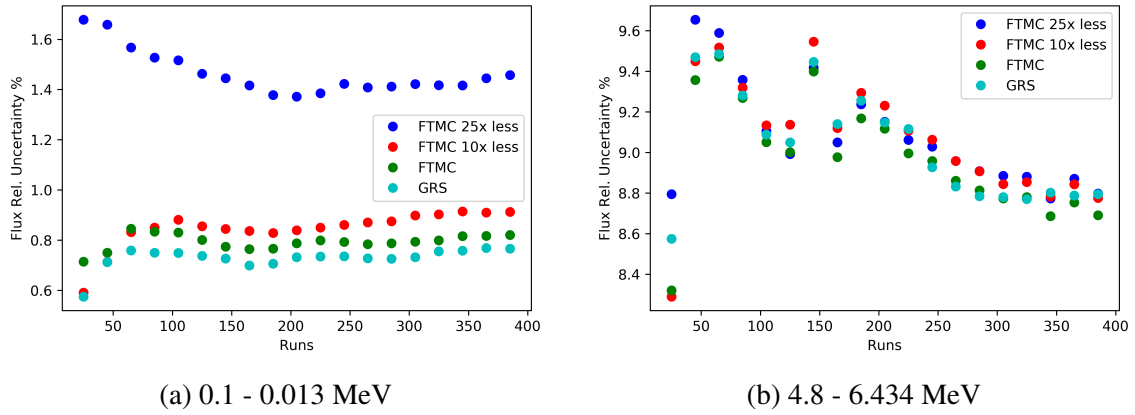 1.6
1.4
1.2
1.0
0.8
0.6
Flux Rel. Uncertainty %
FTMC 25x less
FTMC 10x less
FTMC
GRS
50 100 150 200 250 300 350 400
Runs
(a) 0.1 - 0.013 MeV
9.6
9.4
9.2
9.0
8.8
8.6
8.4
Flux Rel. Uncertainty %
FTMC 25x less
FTMC 10x less
FTMC
GRS
50 100 150 200 250 300 350 400
Runs
(b) 4.8 - 6.434 MeV